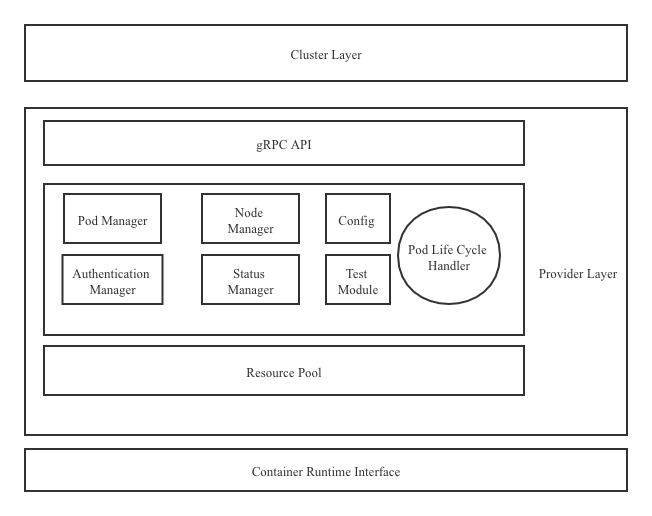 Cluster Layer
gRPC API
Pod Manager
Node
Manager
Config
Pod Life Cycle
Handler
Authentication
Manager
Status
Manager
Test
Module
Provider Layer
Resource Pool
Container Runtime Interface